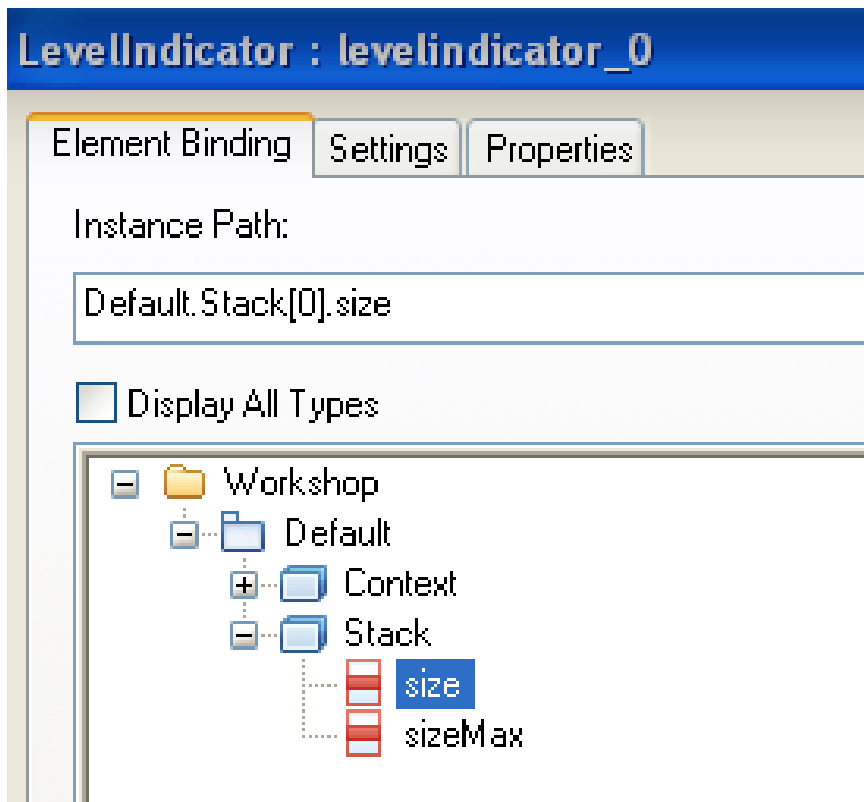 LevelIndicator : levelindicator_0
Element Binding Settings Properties
Instance Path:
Default.Stack[0].size
Display All Types
Workshop
Default
Context
Stack
size
sizeMax